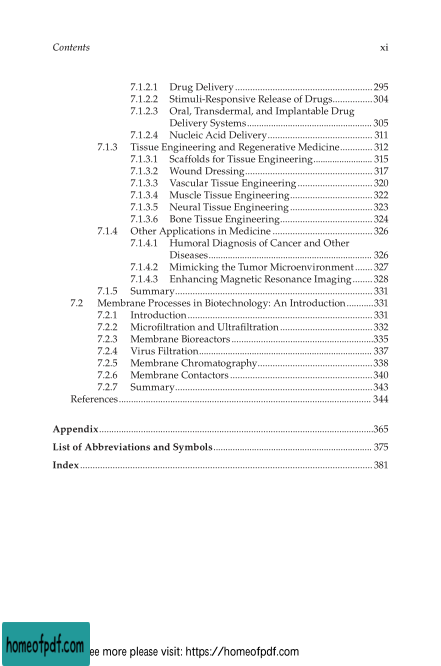 Contents xi
7.1.2.1 Drug Delivery 295
7.1.2.2 Stimuli-Responsive Release of Drugs 304
7.1.2.3 Oral, Transdermal, and Implantable Drug
Delivery Systems 305
7.1.2.4 Nucleic Acid Delivery 311
7.1.3 Tissue Engineering and Regenerative Medicine 312
7.1.3.1 Scaffolds for Tissue Engineering 315
7.1.3.2 Wound Dressing 317
7.1.3.3 Vascular Tissue Engineering 320
7.1.3.4 Muscle Tissue Engineering 322
7.1.3.5 Neural Tissue Engineering 323
7.1.3.6 Bone Tissue Engineering 324
7.1.4 Other Applications in Medicine 326
7.1.4.1 Humoral Diagnosis of Cancer and Other
Diseases 326
7.1.4.2 Mimicking the Tumor Microenvironment 327
7.1.4.3 Enhancing Magnetic Resonance Imaging 328
7.1.5 Summary 331
7.2 Membrane Processes in Biotechnology: An Introduction 331
7.2.1 Introduction 331
7.2.2 Microfiltration and Ultrafiltration 332
7.2.3 Membrane Bioreactors 335
7.2.4 Virus Filtration 337
7.2.5 Membrane Chromatography 338
7.2.6 Membrane Contactors 340
7.2.7 Summary 343
References 344
Appendix 365
List of Abbreviations and Symbols 375
Index 381
homeofpdf.com
ee more please visit: https://homeofpdf.com